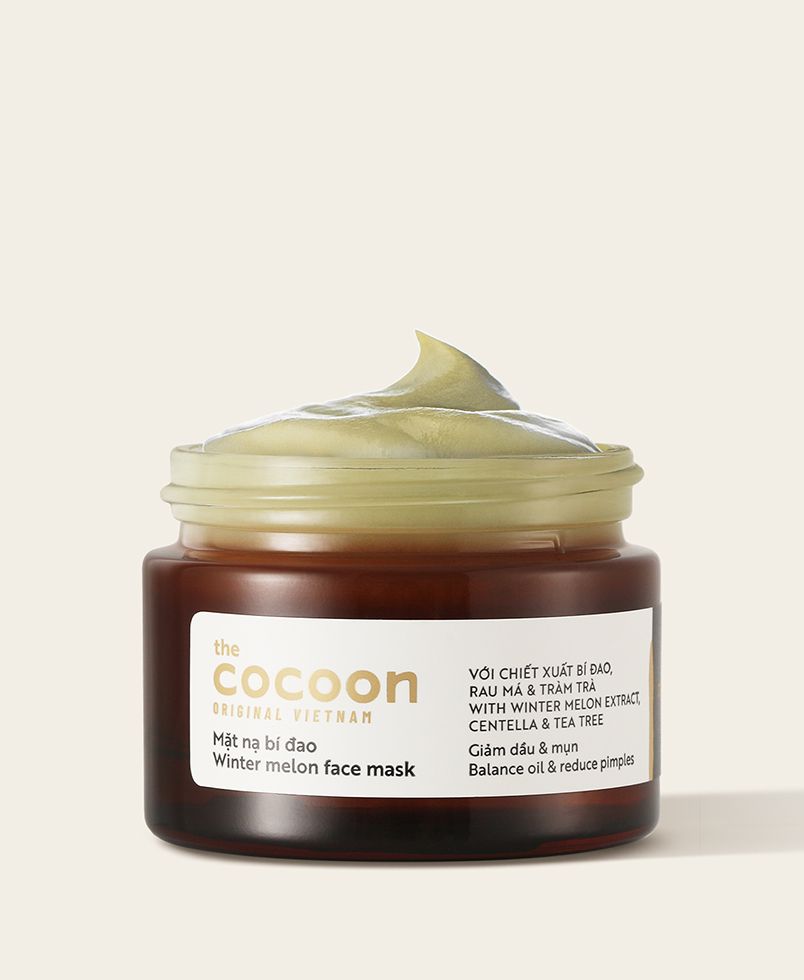 the
cocoon
ORIGINAL VIETNAM
Mặt nạ bí đao
Winter melon face mask
VỚI CHIẾT XUẤT BÍ ĐAO,
RAU MÁ & TRÀM TRÀ
WITH WINTER MELON EXTRACT,
CENTELLA & TEA TREE
Giảm dầu & mụn
Balance oil & reduce pimples